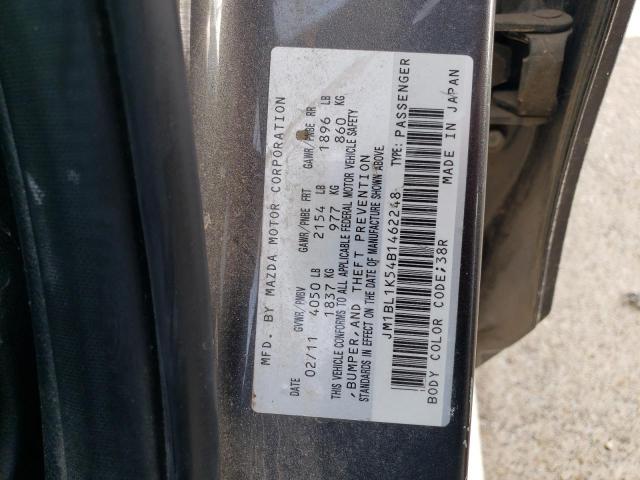 MFD. BY MAZDA MOTOR CORPORATION
DATE GVWR/PMBV GAWR/PNBE FRT GAWR/PNBE RR
02/11 4050 LB 2154 LB 1896 LB
1837 KG 977 KG 860 KG
THIS VEHICLE CONFORMS TO ALL APPLICABLE FEDERAL MOTOR VEHICLE SAFETY
,BUMPER,AND THEFT PREVENTION
STANDARDS IN EFFECT ON THE DATE OF MANUFACTURE SHOWN ABOVE
JM1BL1K54B1462248 TYPE: PASSENGER
BODY COLOR CODE;38R MADE IN JAPAN